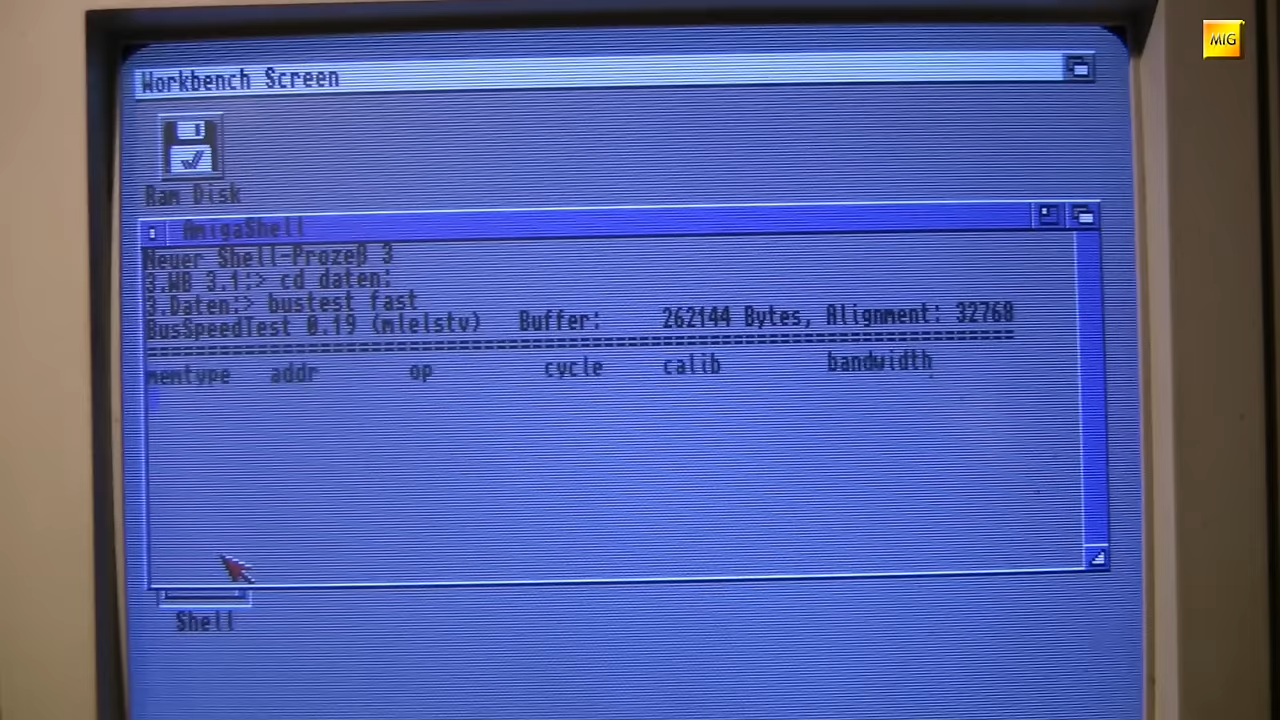 MIG
Workbench Screen
Ram Disk
AmigaShell
Neuer Shell-Prozeß 3
3.WB 3.1:> cd daten:
3.Daten:> bustest fast
BusSpeedTest 0.19 (mlelstv) Buffer: 262144 Bytes, Alignment: 32768
========================================================================
memtype addr op cycle calib bandwidth
Shell